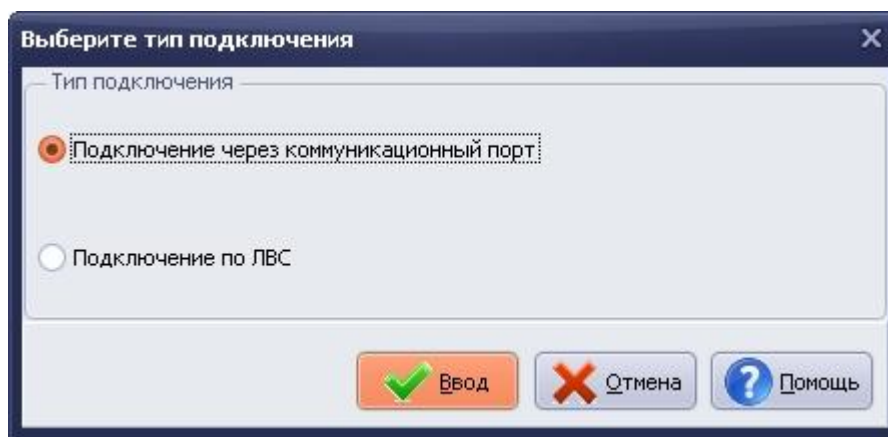 Выберите тип подключения
Тип подключения
Подключение через коммуникационный порт
Подключение по ЛВС
Ввод
Отмена
Помощь